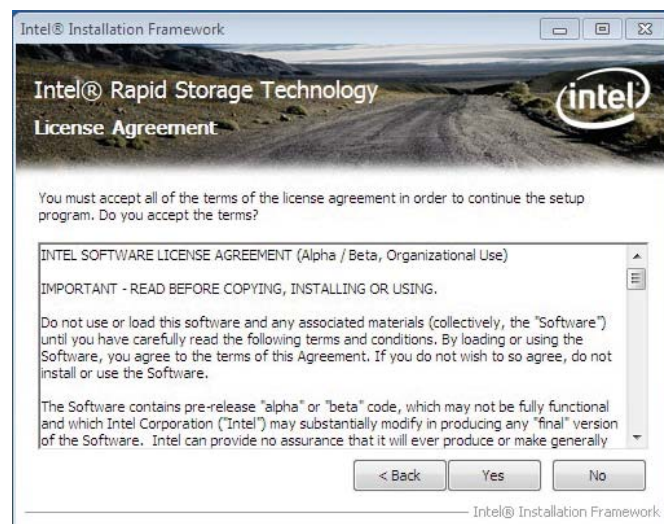 Intel® Installation Framework
Intel® Rapid Storage Technology
License Agreement
intel
You must accept all of the terms of the license agreement in order to continue the setup
program. Do you accept the terms?
INTEL SOFTWARE LICENSE AGREEMENT (Alpha / Beta, Organizational Use)
IMPORTANT - READ BEFORE COPYING, INSTALLING OR USING.
Do not use or load this software and any associated materials (collectively, the "Software")
until you have carefully read the following terms and conditions. By loading or using the
Software, you agree to the terms of this Agreement. If you do not wish to so agree, do not
install or use the Software.
The Software contains pre-release "alpha" or "beta" code, which may not be fully functional
and which Intel Corporation ("Intel") may substantially modify in producing any "final" version
of the Software.  Intel can provide no assurance that it will ever produce or make generally
< Back Yes No
Intel® Installation Framework